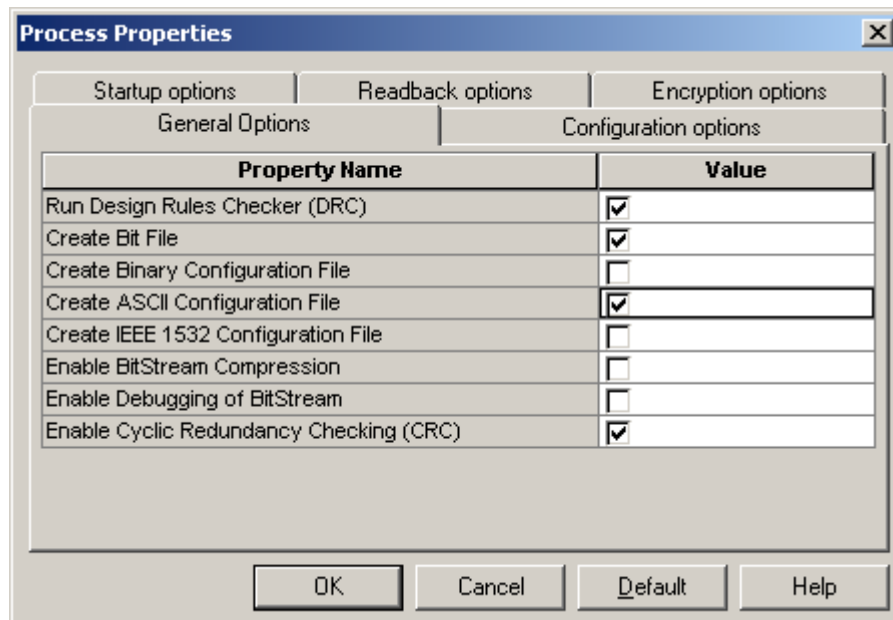 Process Properties
Startup options Readback options Encryption options
General Options Configuration options
Property Name Value
Run Design Rules Checker (DRC)
Create Bit File
Create Binary Configuration File
Create ASCII Configuration File
Create IEEE 1532 Configuration File
Enable BitStream Compression
Enable Debugging of BitStream
Enable Cyclic Redundancy Checking (CRC)
OK Cancel Default Help